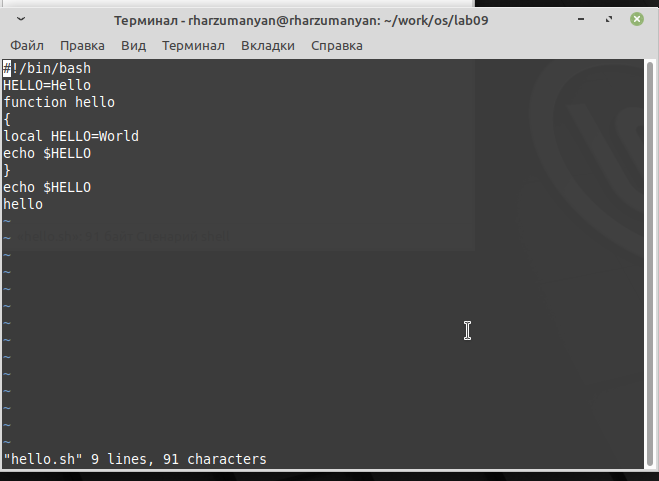 Терминал - rharzumanyan@rharzumanyan: ~/work/os/lab09
Файл Правка Вид Терминал Вкладки Справка
#!/bin/bash
HELLO=Hello
function hello
{
local HELLO=World
echo $HELLO
}
echo $HELLO
hello
~
~
~
~
~
~
~
~
~
~
~
~
~
~
"hello.sh" 9 lines, 91 characters